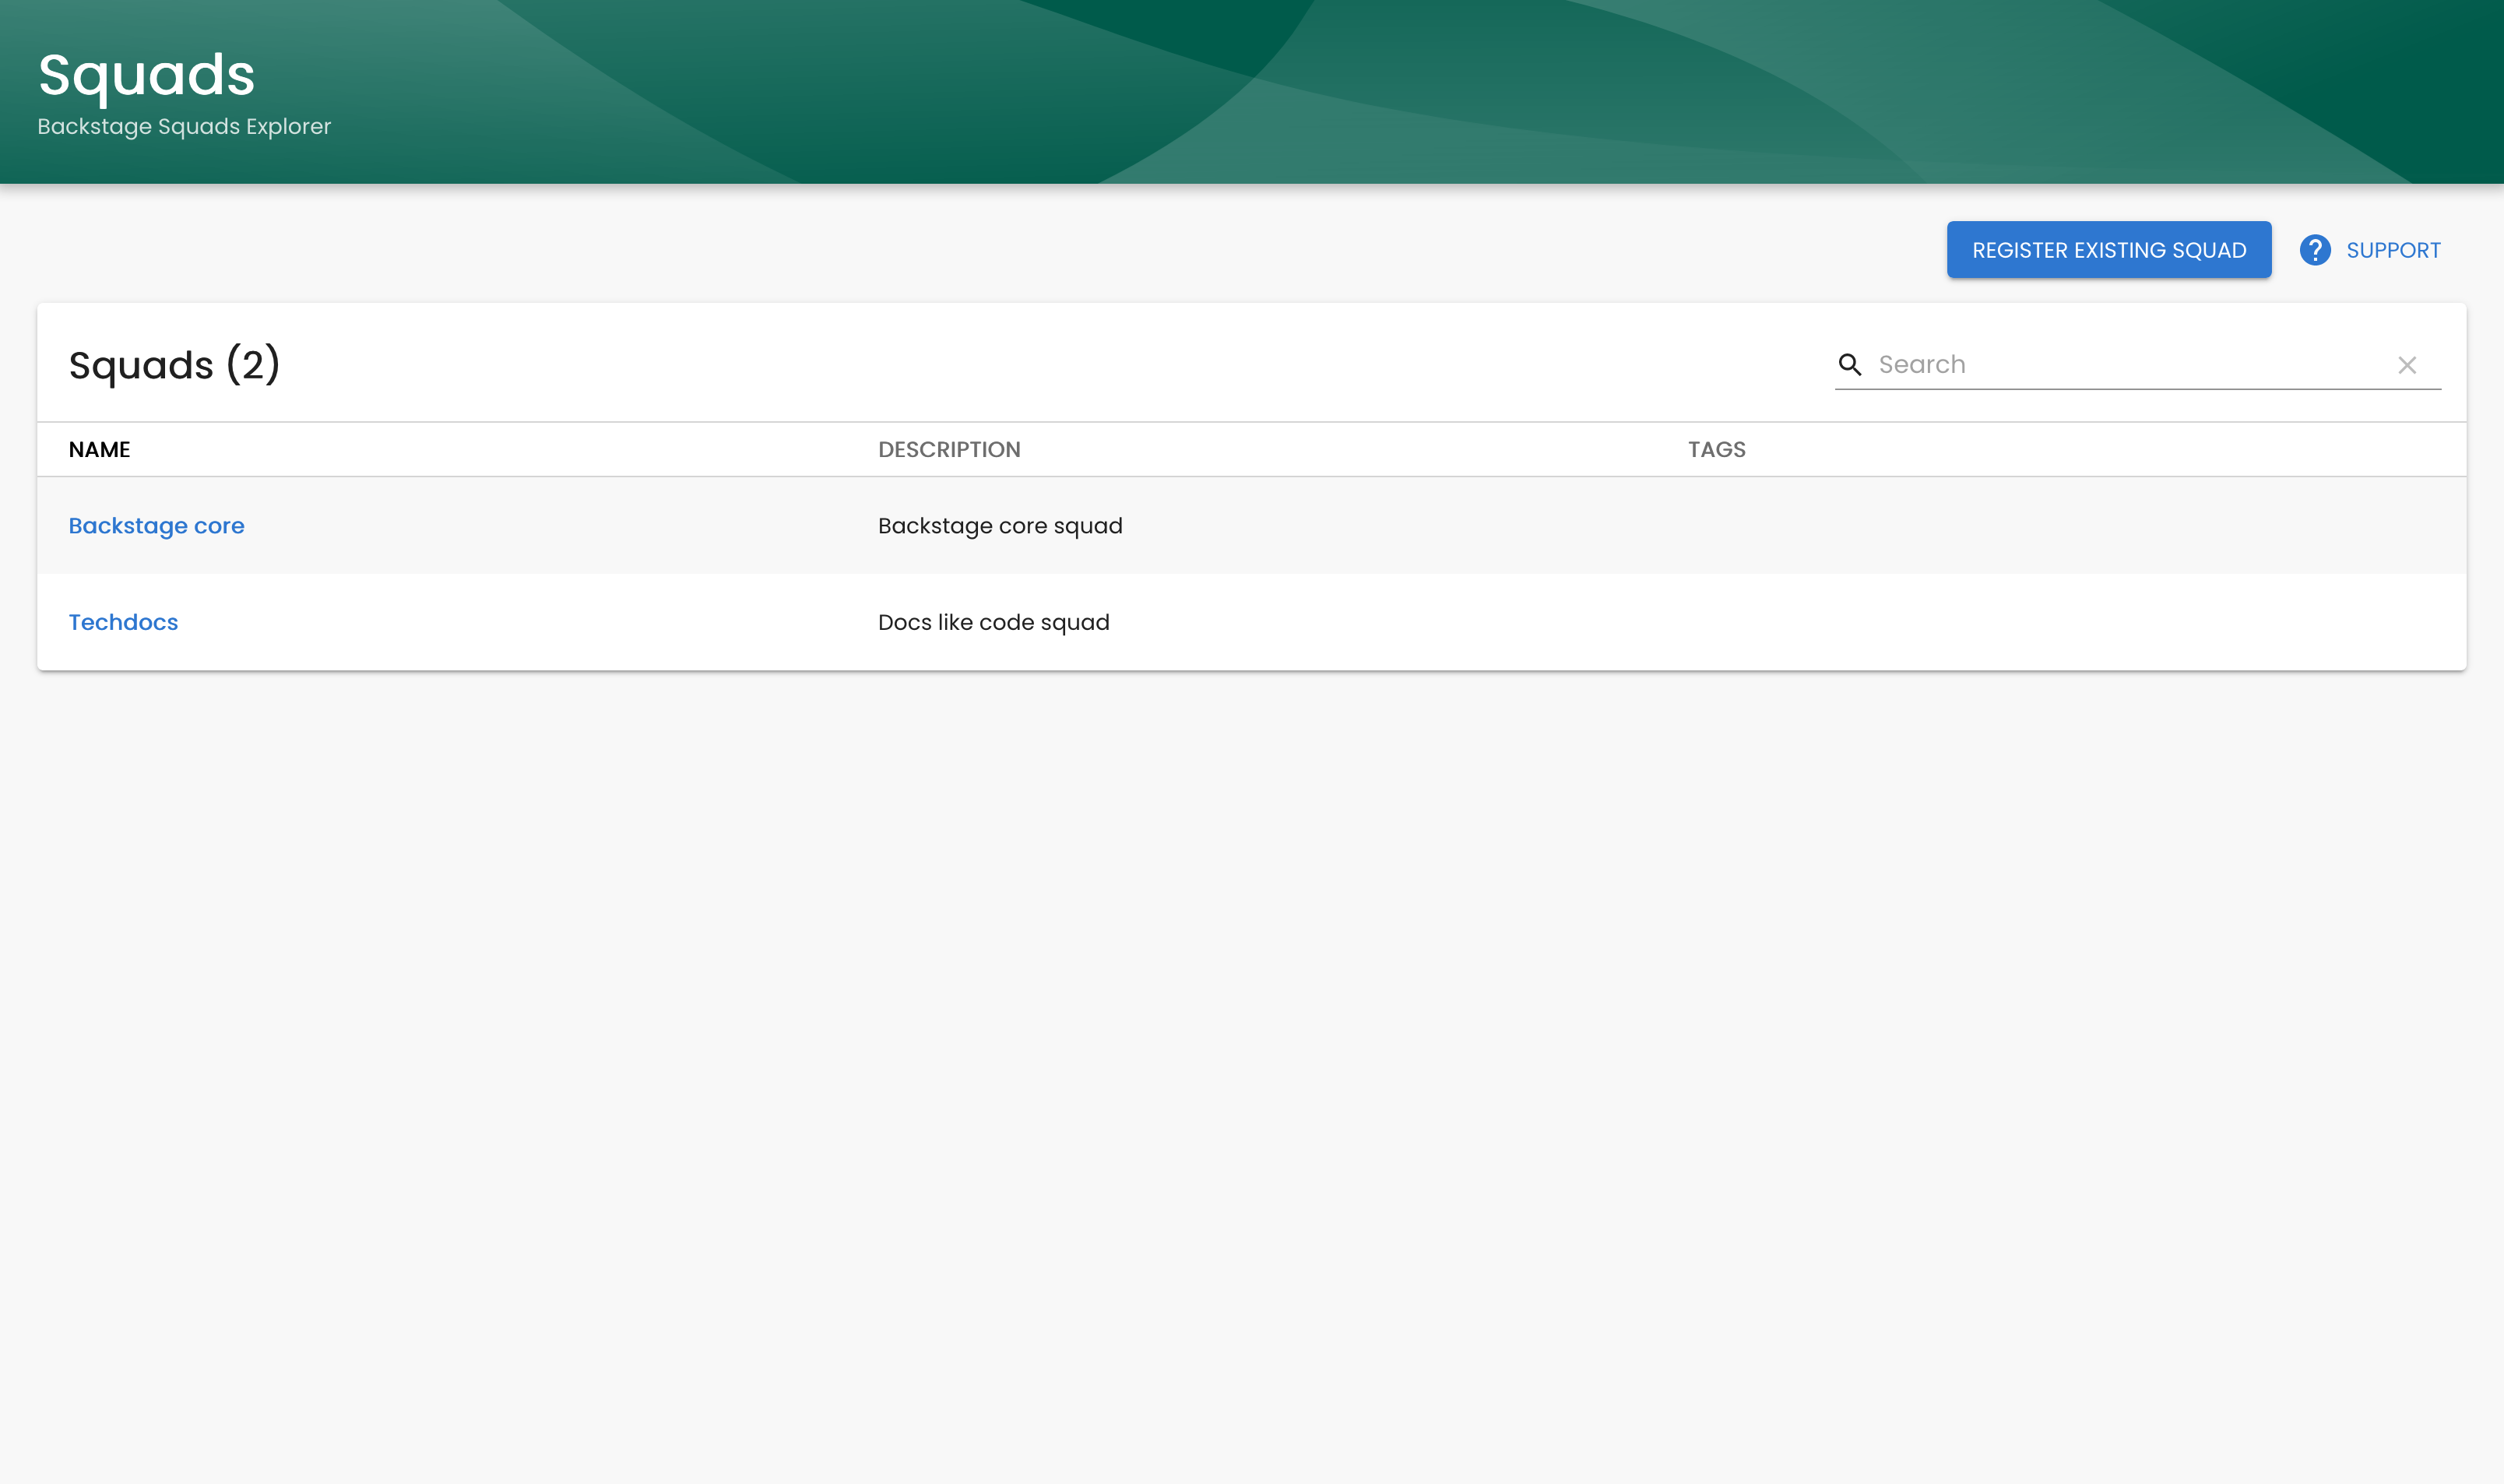 Squads
Backstage Squads Explorer
REGISTER EXISTING SQUAD
SUPPORT
Squads (2)
Search
NAME DESCRIPTION TAGS
Backstage core Backstage core squad
Techdocs Docs like code squad